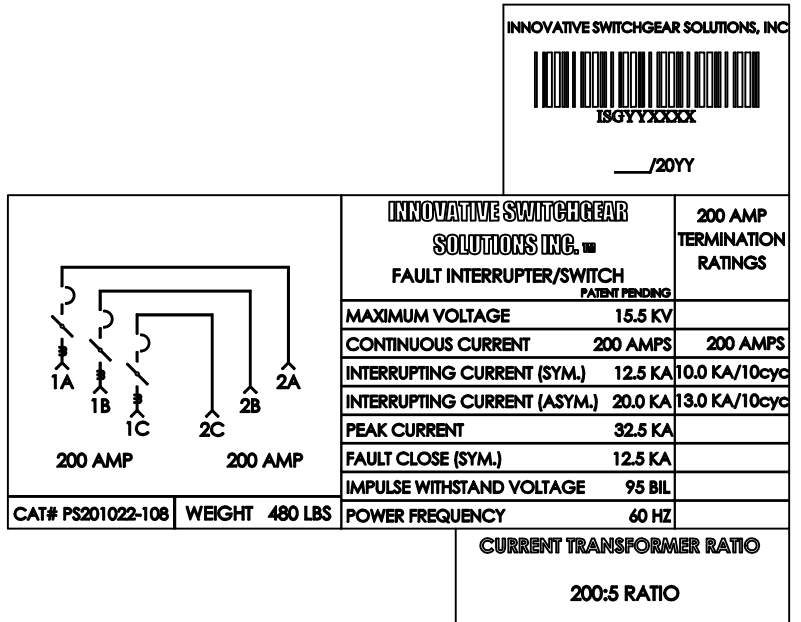 INNOVATIVE SWITCHGEAR SOLUTIONS, INC
ISGYYXXXX
___/20YY
INNOVATIVE SWITCHGEAR
SOLUTIONS INC. ™
FAULT INTERRUPTER/SWITCH
PATENT PENDING
200 AMP
TERMINATION
RATINGS
MAXIMUM VOLTAGE 15.5 KV
CONTINUOUS CURRENT 200 AMPS 200 AMPS
INTERRUPTING CURRENT (SYM.) 12.5 KA 10.0 KA/10cyc
INTERRUPTING CURRENT (ASYM.) 20.0 KA 13.0 KA/10cyc
PEAK CURRENT 32.5 KA
FAULT CLOSE (SYM.) 12.5 KA
IMPULSE WITHSTAND VOLTAGE 95 BIL
POWER FREQUENCY 60 HZ
1A 2A
1B 2B
1C 2C
200 AMP 200 AMP
CAT# PS201022-108 WEIGHT 480 LBS
CURRENT TRANSFORMER RATIO
200:5 RATIO